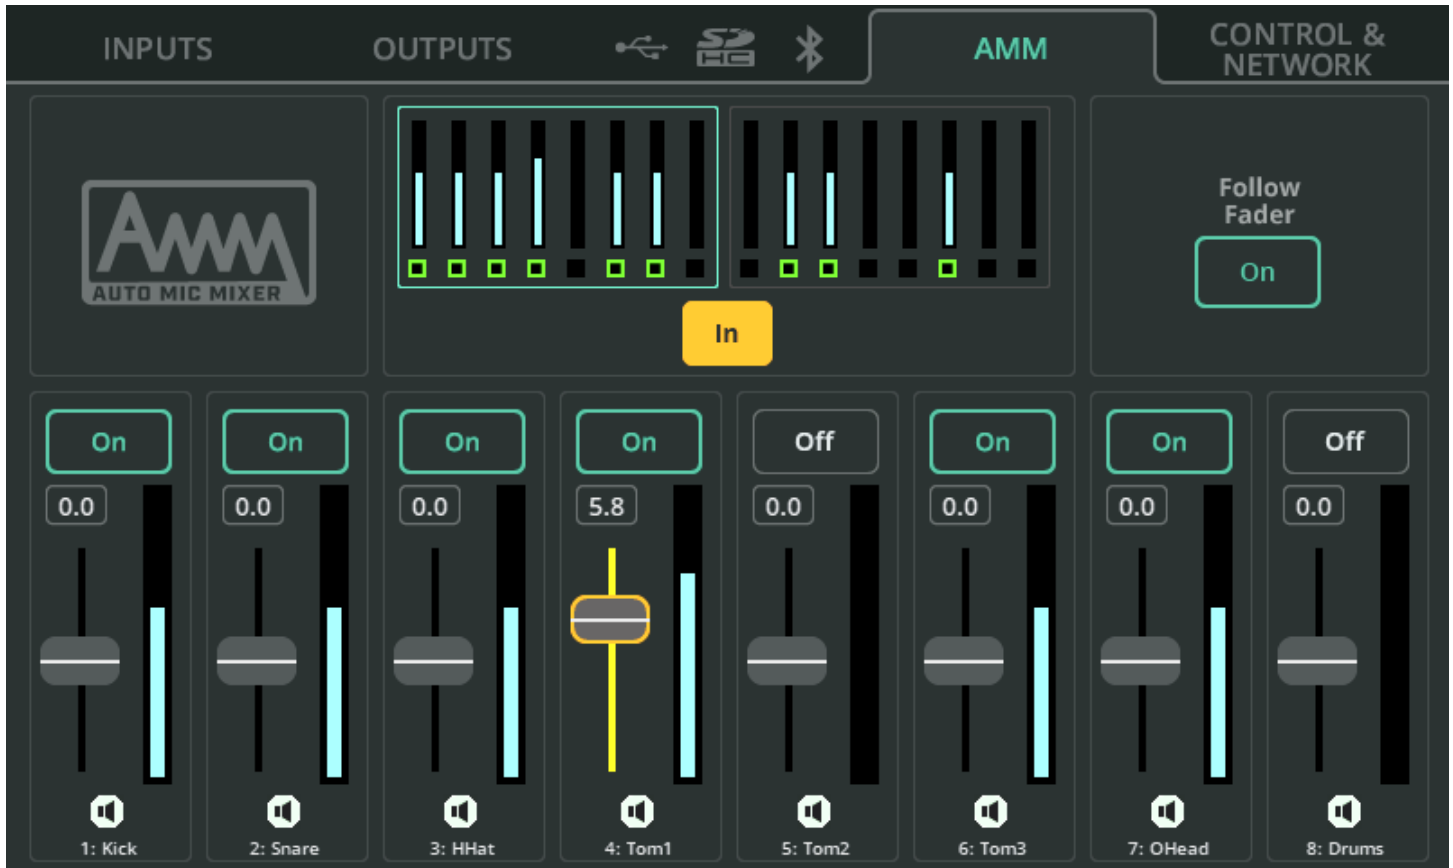 INPUTS
OUTPUTS
SD
HC
AMM
CONTROL &
NETWORK
AMM
AUTO MIC MIXER
In
Follow
Fader
On
On
On
On
On
Off
On
On
Off
0.0
0.0
0.0
5.8
0.0
0.0
0.0
0.0
1: Kick
2: Snare
3: HHat
4: Tom1
5: Tom2
6: Tom3
7: OHead
8: Drums